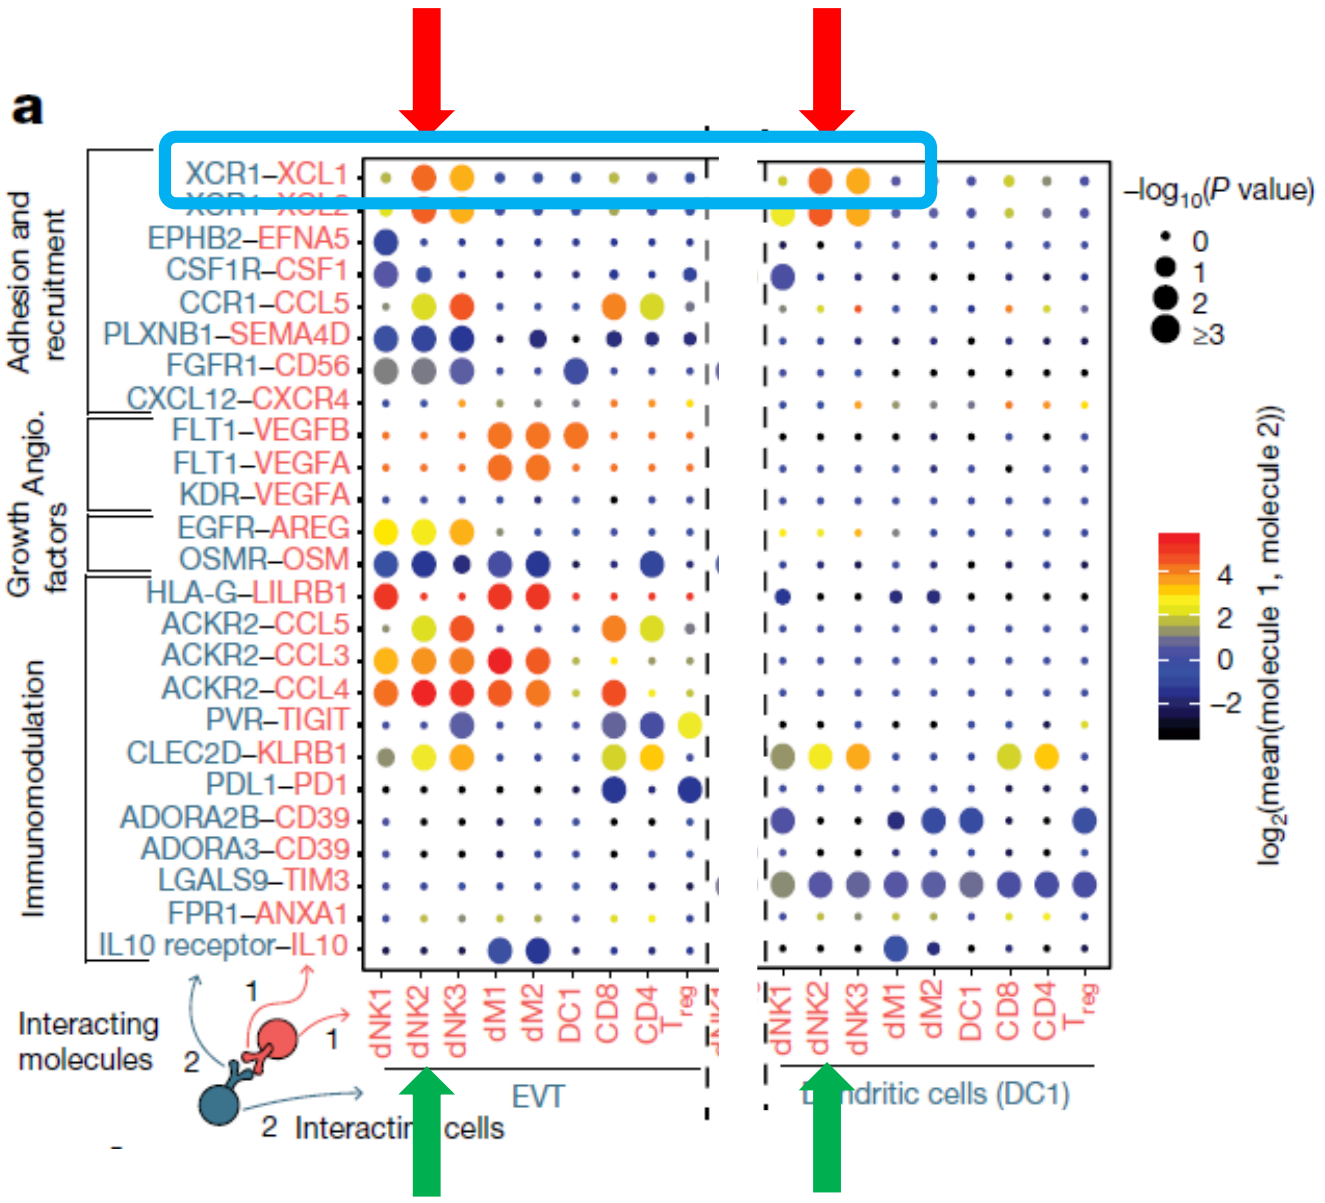 a
Adhesion and
recruitment
Angio.
Growth
factors
Immunomodulation
XCR1–XCL1
XCR1–XCL2
EPHB2–EFNA5
CSF1R–CSF1
CCR1–CCL5
PLXNB1–SEMA4D
FGFR1–CD56
CXCL12–CXCR4
FLT1–VEGFB
FLT1–VEGFA
KDR–VEGFA
EGFR–AREG
OSMR–OSM
HLA-G–LILRB1
ACKR2–CCL5
ACKR2–CCL3
ACKR2–CCL4
PVR–TIGIT
CLEC2D–KLRB1
PDL1–PD1
ADORA2B–CD39
ADORA3–CD39
LGALS9–TIM3
FPR1–ANXA1
IL10 receptor–IL10
dNK1
dNK2
dNK3
dM1
dM2
DC1
CD8
CD4
Treg
EVT
dNK1
dNK2
dNK3
dM1
dM2
DC1
CD8
CD4
Treg
cells (DC1)
–log10(P value)
0
1
2
≥3
log2(mean(molecule 1, molecule 2))
4
2
0
–2
Interacting
molecules
1
1
2
2 cells